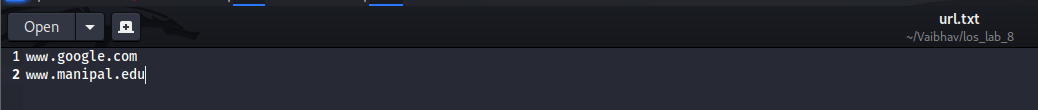 Open
url.txt
~/Vaibhav/los_lab_8
1 www.google.com
2 www.manipal.edu